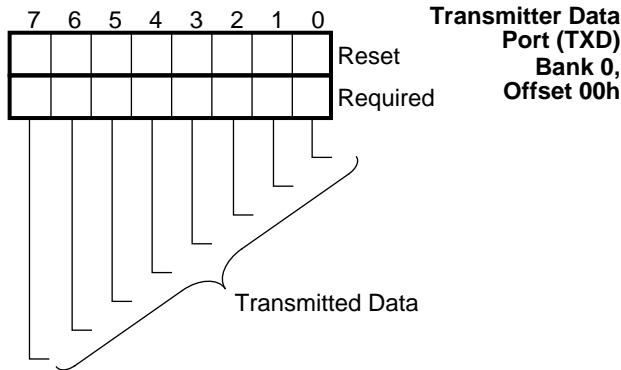 7 6 5 4 3 2 1 0
Reset
Required
Transmitter Data
Port (TXD)
Bank 0,
Offset 00h
Transmitted Data